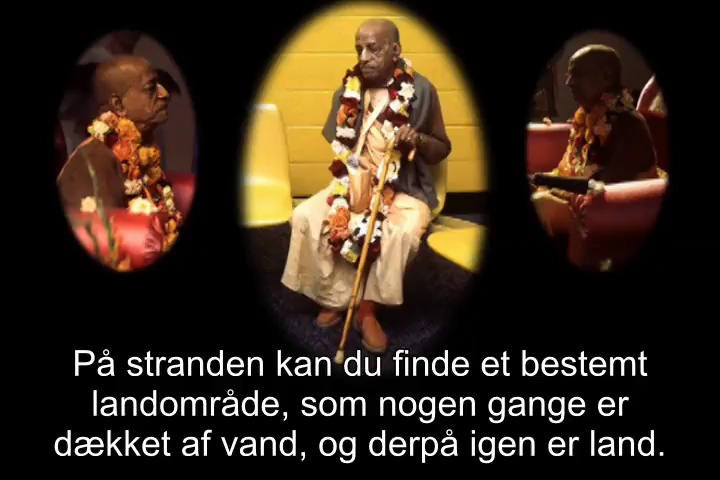 På stranden kan du finde et bestemt
landområde, som nogen gange er
dækket af vand, og derpå igen er land.